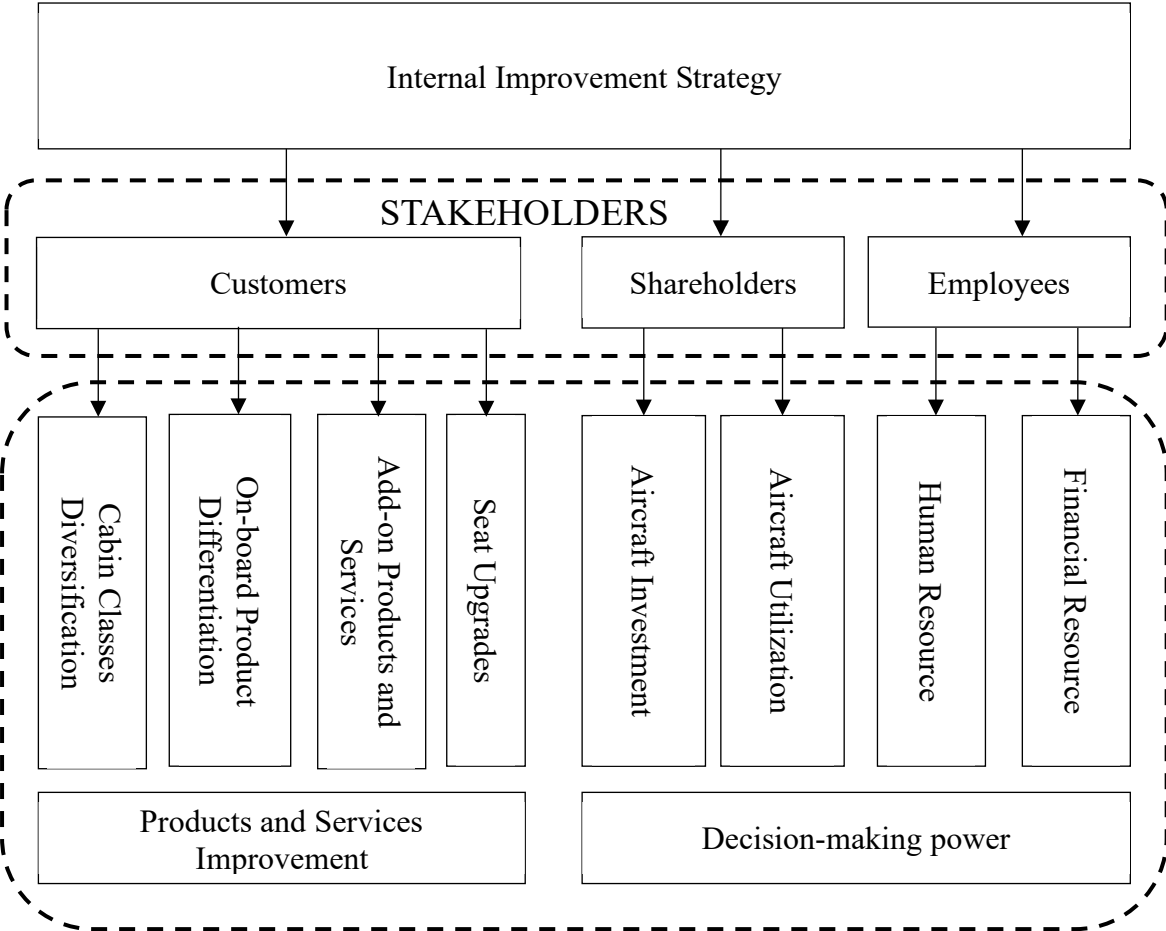 Internal Improvement Strategy
STAKEHOLDERS
Customers
Shareholders
Employees
Cabin Classes
Diversification
On-board Product
Differentiation
Add-on Products and
Services
Seat Upgrades
Aircraft Investment
Aircraft Utilization
Human Resource
Financial Resource
Products and Services
Improvement
Decision-making power